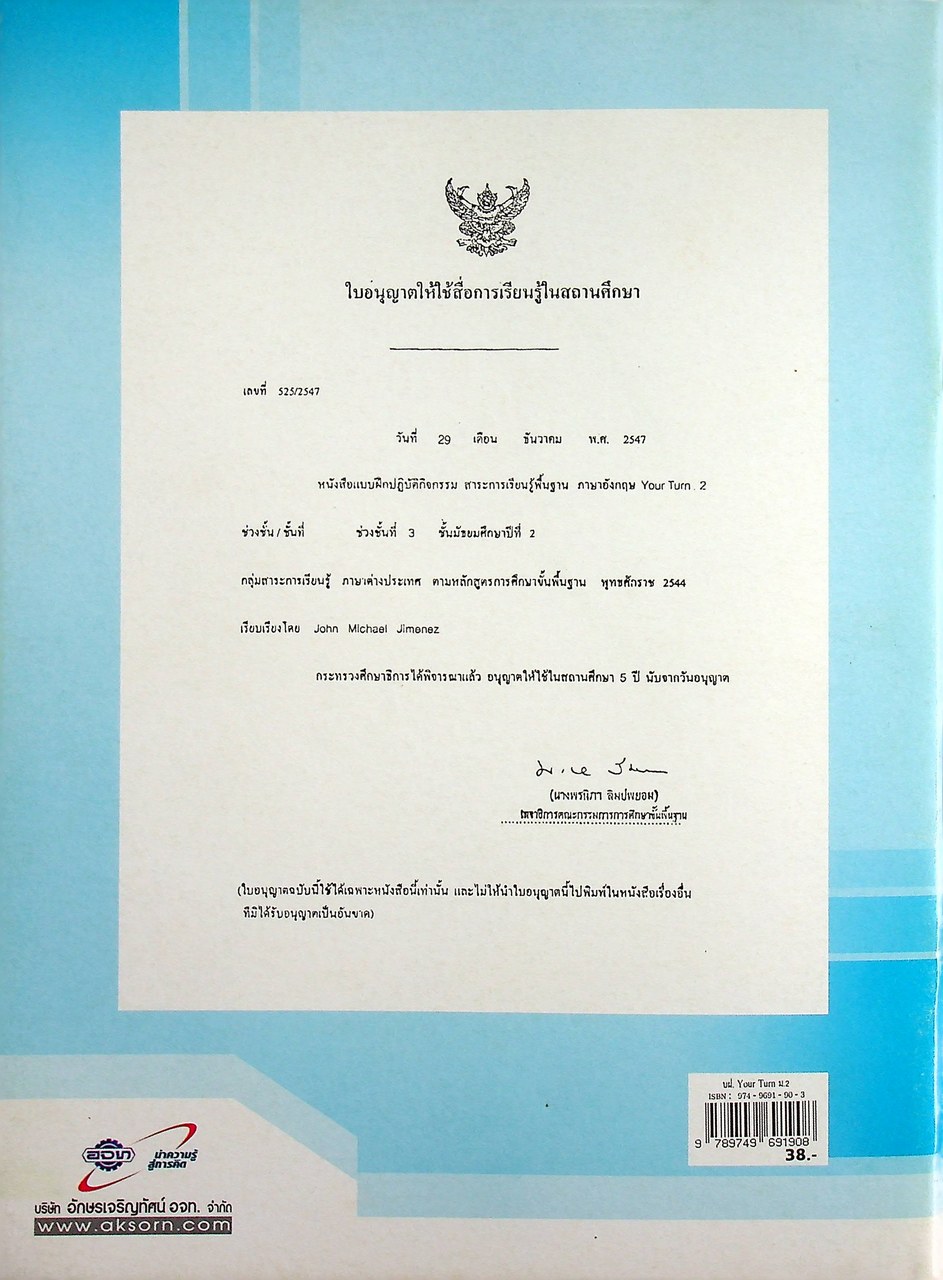 ใบอนุญาตให้ใช้สื่อการเรียนรู้ในสถานศึกษา
เลขที่ 525/2547
วันที่ 29 เดือน ธันวาคม พ.ศ. 2547
หนังสือแบบฝึกปฏิบัติกิจกรรม สาระการเรียนรู้พื้นฐาน ภาษาอังกฤษ Your Turn 2
ช่วงชั้น/ชั้นที่ ช่วงชั้นที่ 3 ชั้นมัธยมศึกษาปีที่ 2
กลุ่มสาระการเรียนรู้ ภาษาต่างประเทศ ตามหลักสูตรการศึกษาขั้นพื้นฐาน พุทธศักราช 2544
เรียบเรียงโดย John Michael Jimenez
กระทรวงศึกษาธิการได้พิจารณาแล้ว อนุญาตให้ใช้ในสถานศึกษา 5 ปี นับจากวันอนุญาต
(นางพรนิภา ลิมปพยอม)
เลขาธิการคณะกรรมการการศึกษาขั้นพื้นฐาน
(ใบอนุญาตฉบับนี้ใช้ได้เฉพาะหนังสือนี้เท่านั้น และไม่ให้นำใบอนุญาตนี้ไปพิมพ์ในหนังสือเรื่องอื่น
ที่มิได้รับอนุญาตเป็นอันขาด)
บฝ. Your Turn ม.2
ISBN : 974-9691-90-3
9 789749 691908
38.-
อจท
นำความรู้
สู่การคิด
บริษัท อักษรเจริญทัศน์ อจท. จำกัด
www.aksorn.com